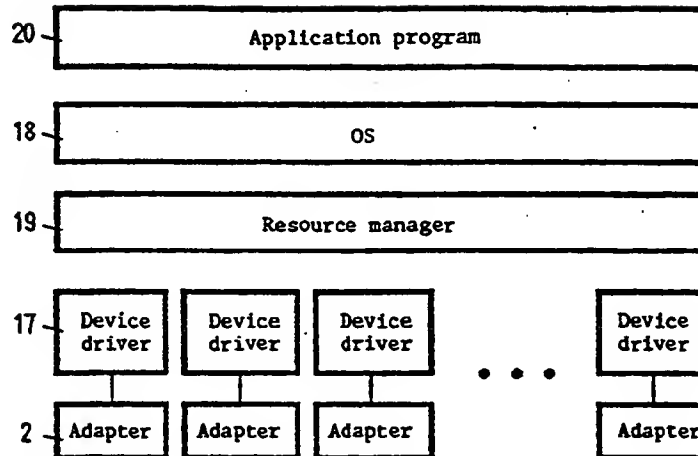 20 Application program
18 OS
19 Resource manager
17 Device driver Device driver Device driver Device driver
2 Adapter Adapter Adapter Adapter